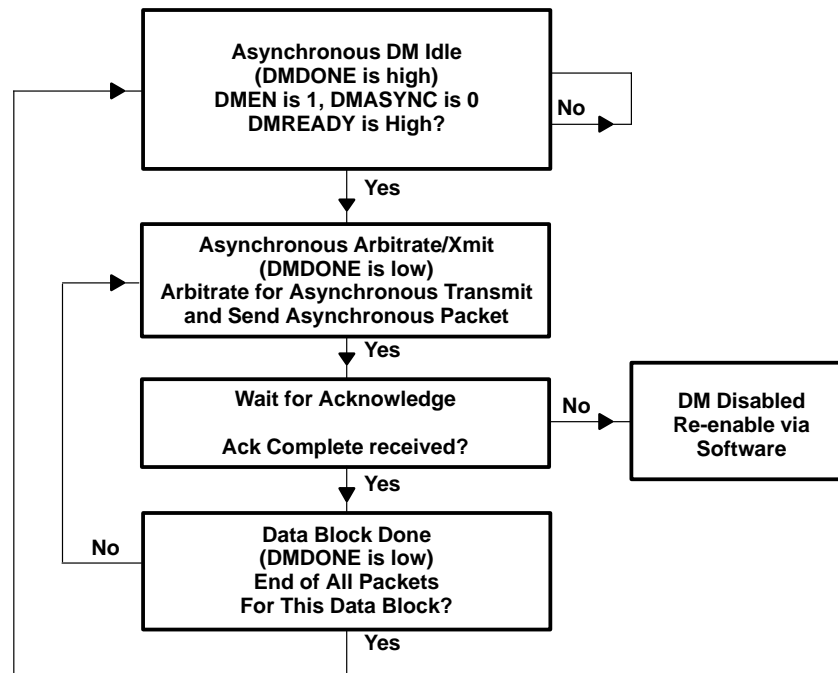 Asynchronous DM Idle
(DMDONE is high)
DMEN is 1, DMASYNC is 0
DMREADY is High?
No
Yes
Asynchronous Arbitrate/Xmit
(DMDONE is low)
Arbitrate for Asynchronous Transmit
and Send Asynchronous Packet
Yes
Wait for Acknowledge
Ack Complete received?
No
DM Disabled
Re-enable via
Software
Yes
Data Block Done
(DMDONE is low)
End of All Packets
For This Data Block?
No
Yes